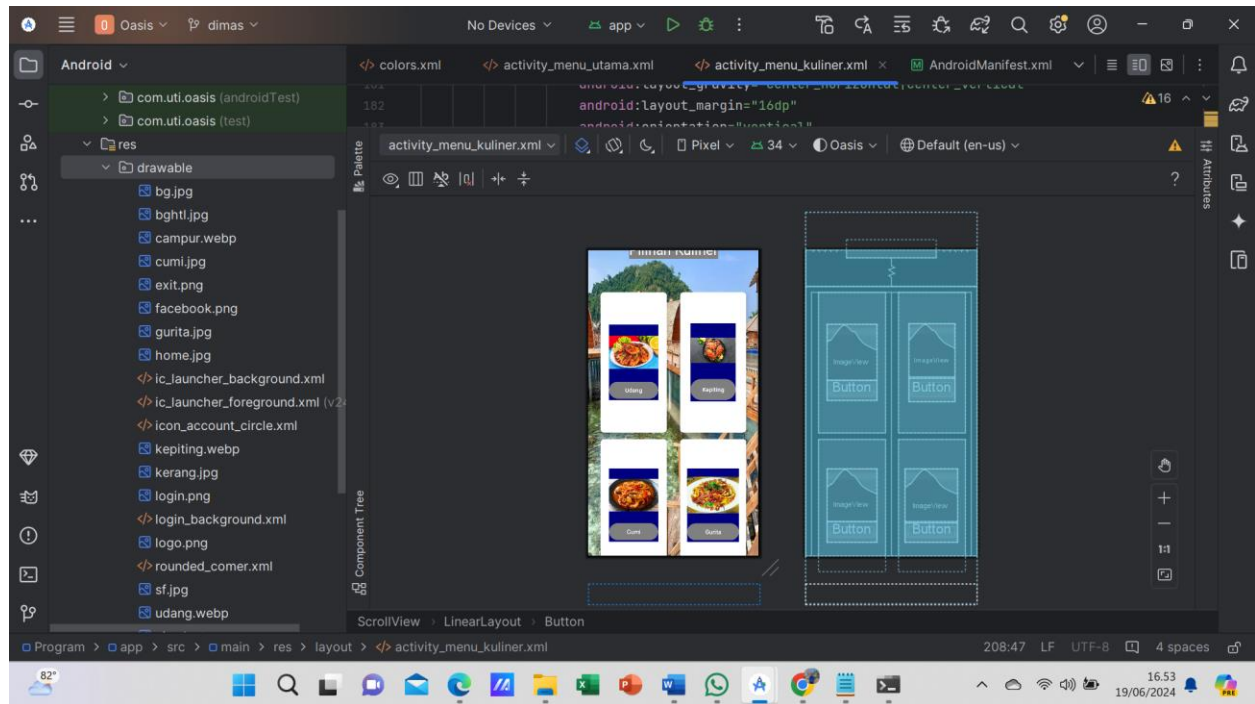 0 Oasis dimas No Devices app
Android
colors.xml activity_menu_utama.xml activity_menu_kuliner.xml AndroidManifest.xml
com.uti.oasis (androidTest)
com.uti.oasis (test)
res
drawable
bg.jpg
bghtl.jpg
campur.webp
cumi.jpg
exit.png
facebook.png
gurita.jpg
home.jpg
ic_launcher_background.xml
ic_launcher_foreground.xml (v24
icon_account_circle.xml
kepiting.webp
kerang.jpg
login.png
login_background.xml
logo.png
rounded_comer.xml
sf.jpg
udang.webp
182 android:layout_margin="16dp"
16
Palette
activity_menu_kuliner.xml Pixel 34 Oasis Default (en-us)
Attributes
?
Pilihan Kuliner
Udang Kepiting
Cumi Gurita
ImageView ImageView
Button Button
ImageView ImageView
Button Button
1:1
Component Tree
ScrollView > LinearLayout > Button
Program > app > src > main > res > layout > activity_menu_kuliner.xml 208:47 LF UTF-8 4 spaces
82°
16.53
19/06/2024
PRE